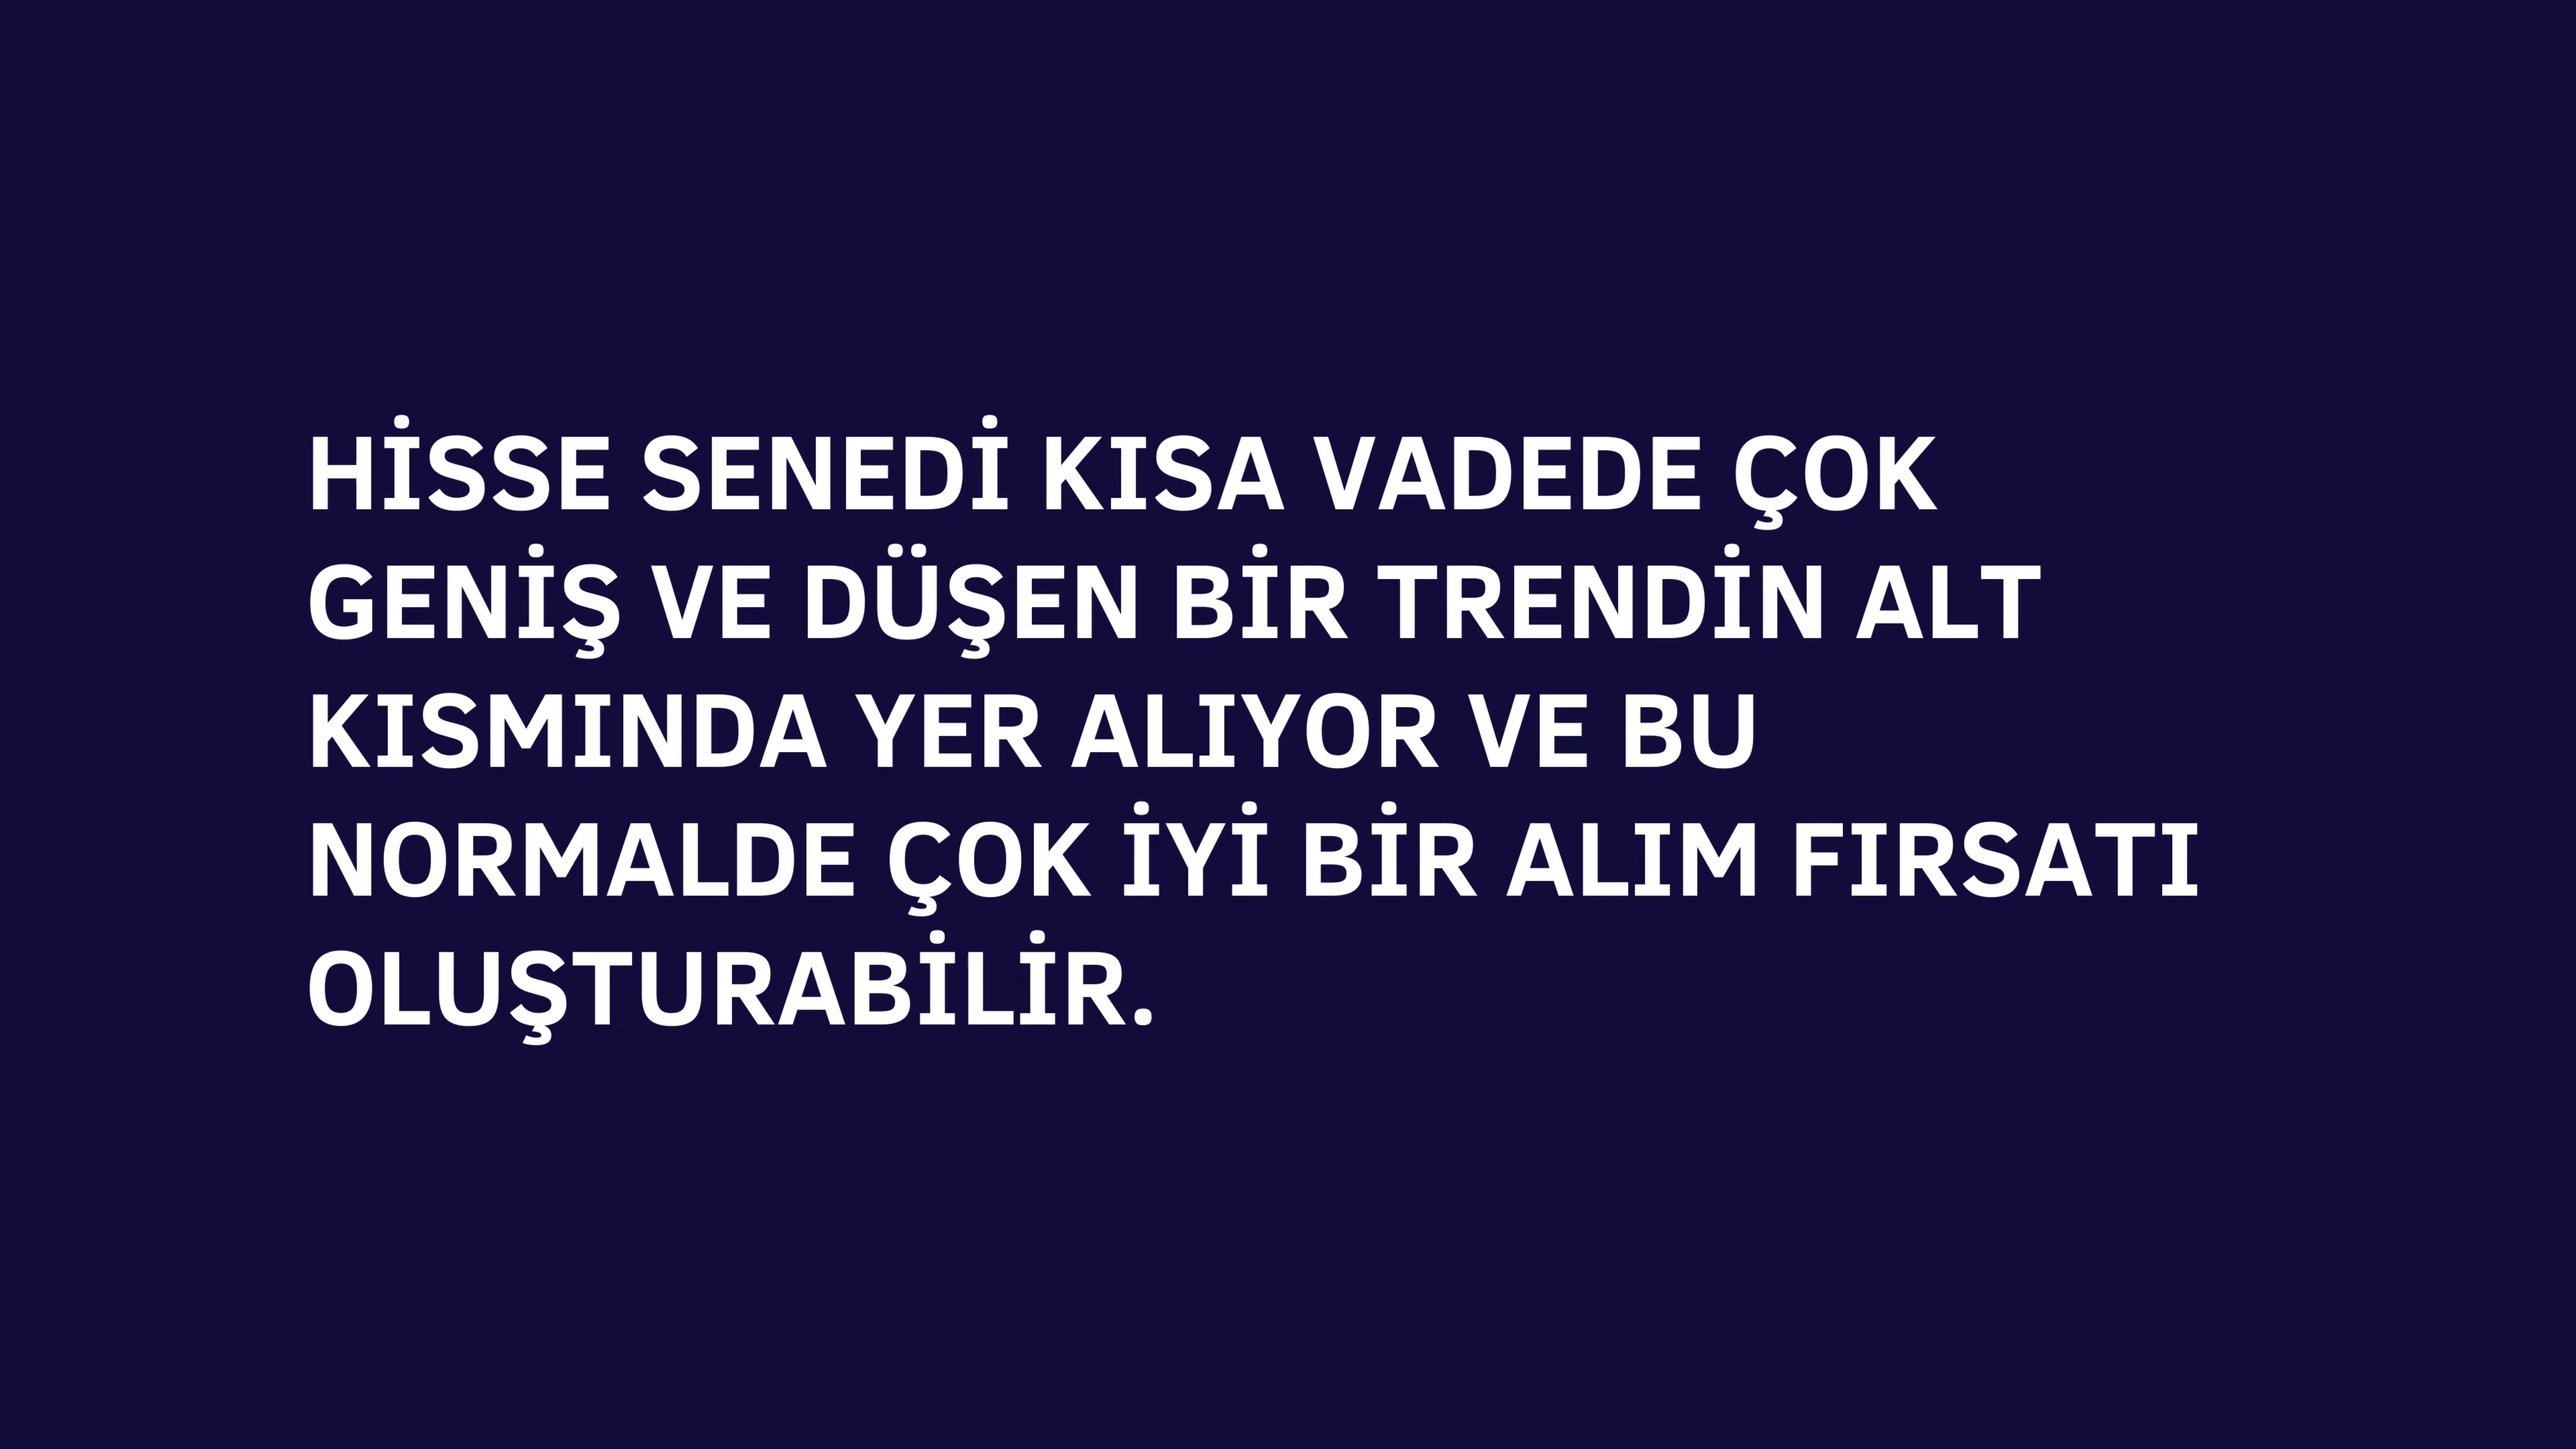 HİSSE SENEDİ KISA VADEDE ÇOK
GENİŞ VE DÜŞEN BİR TRENDİN ALT
KISMINDA YER ALIYOR VE BU
NORMALDE ÇOK İYİ BİR ALIM FIRSATI
OLUŞTURABİLİR.